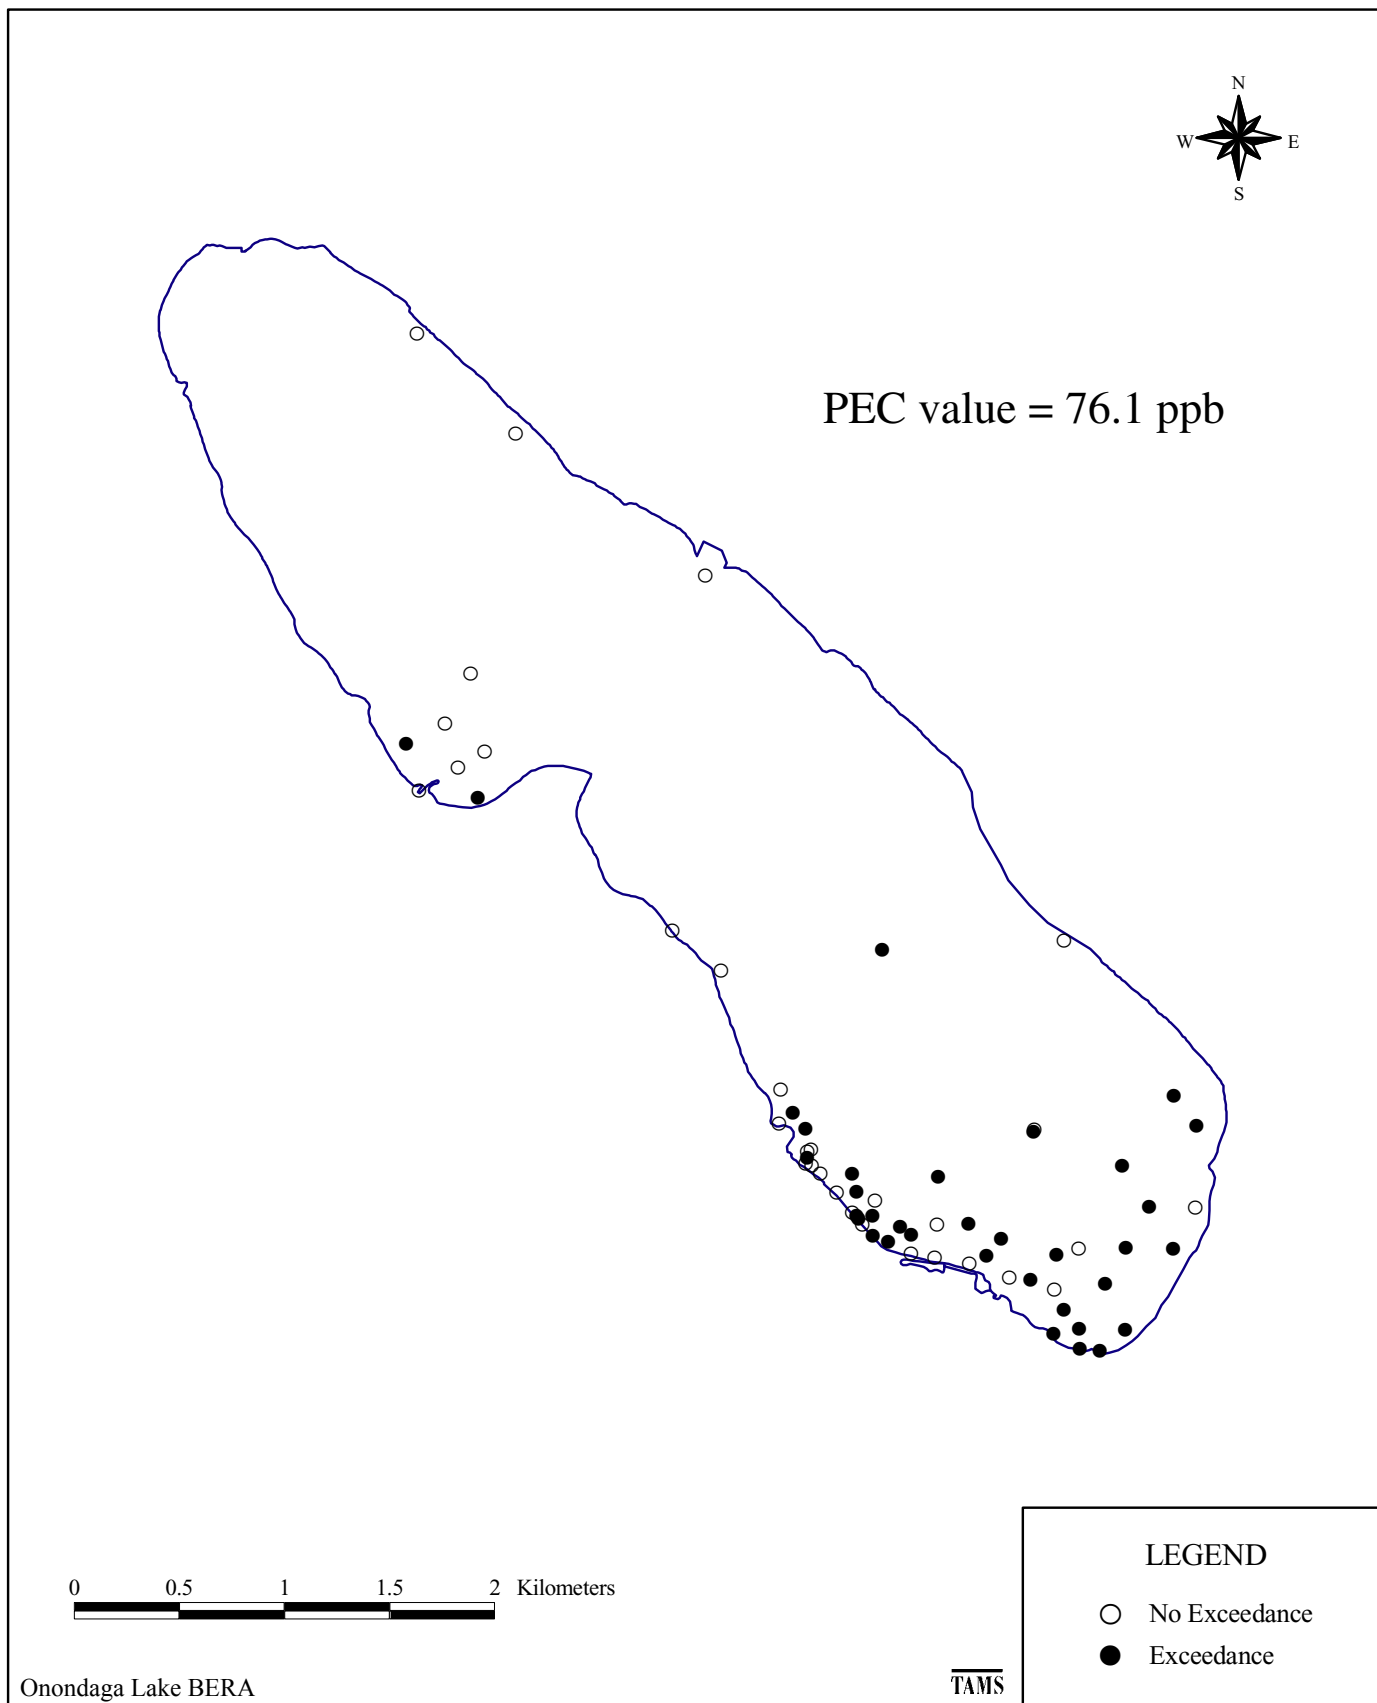 N
W E
S
PEC value = 76.1 ppb
0 0.5 1 1.5 2 Kilometers
LEGEND
No Exceedance
Exceedance
Onondaga Lake BERA
TAMS